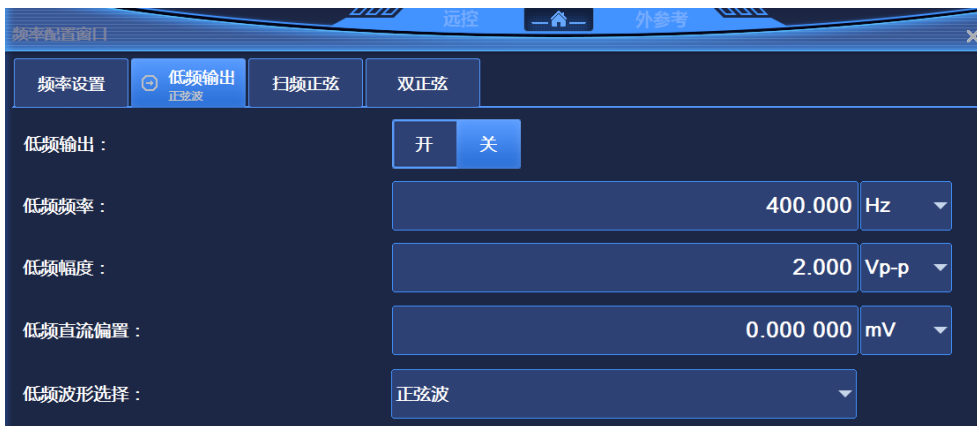 远控 外参考
频率配置窗口
频率设置
低频输出
正弦波
扫频正弦
双正弦
低频输出：
开 关
低频频率：
400.000 Hz
低频幅度：
2.000 Vp-p
低频直流偏置：
0.000 000 mV
低频波形选择：
正弦波